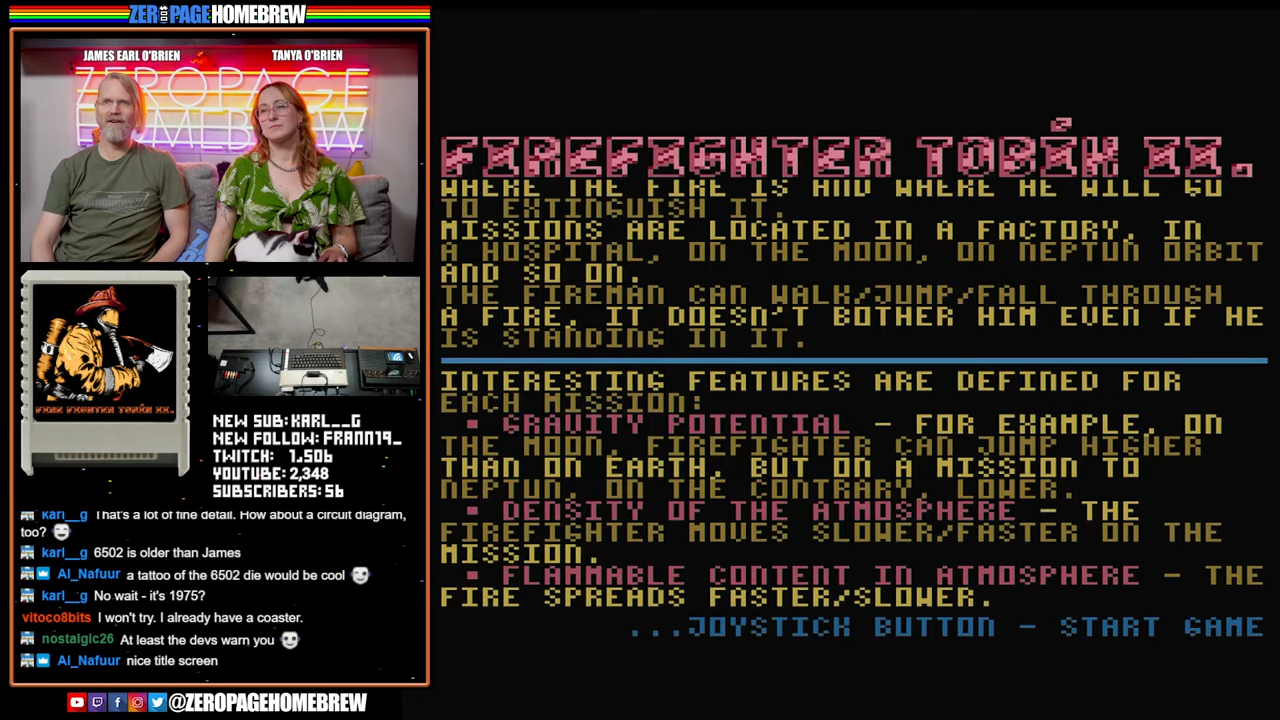 ZEROPAGE HOMEBREW
JAMES EARL O'BRIEN
TANYA O'BRIEN
ZEROPAGE
HOMEBREW
FIRE FIGHTER TOBÍK II.
NEW SUB: KARL__G
NEW FOLLOW: FRANN19_
TWITCH: 1,506
YOUTUBE: 2,348
SUBSCRIBERS: 56
karl__g That's a lot of fine detail. How about a circuit diagram,
too?
karl__g 6502 is older than James
Al_Nafuur a tattoo of the 6502 die would be cool
karl__g No wait - it's 1975?
vitoco8bits I won't try. I already have a coaster.
nostalgic26 At least the devs warn you
Al_Nafuur nice title screen
@ZEROPAGEHOMEBREW
FIREFIGHTER TOBÍK II.
WHERE THE FIRE IS AND WHERE HE WILL GO
TO EXTINGUISH IT.
MISSIONS ARE LOCATED IN A FACTORY, IN
A HOSPITAL, ON THE MOON, ON NEPTUN ORBIT
AND SO ON.
THE FIREMAN CAN WALK/JUMP/FALL THROUGH
A FIRE, IT DOESN'T BOTHER HIM EVEN IF HE
IS STANDING IN IT.
INTERESTING FEATURES ARE DEFINED FOR
EACH MISSION:
▪ GRAVITY POTENTIAL - FOR EXAMPLE, ON
THE MOON, FIREFIGHTER CAN JUMP HIGHER
THAN ON EARTH, BUT ON A MISSION TO
NEPTUN, ON THE CONTRARY, LOWER.
▪ DENSITY OF THE ATMOSPHERE - THE
FIREFIGHTER MOVES SLOWER/FASTER ON THE
MISSION.
▪ FLAMMABLE CONTENT IN ATMOSPHERE - THE
FIRE SPREADS FASTER/SLOWER.
...JOYSTICK BUTTON - START GAME